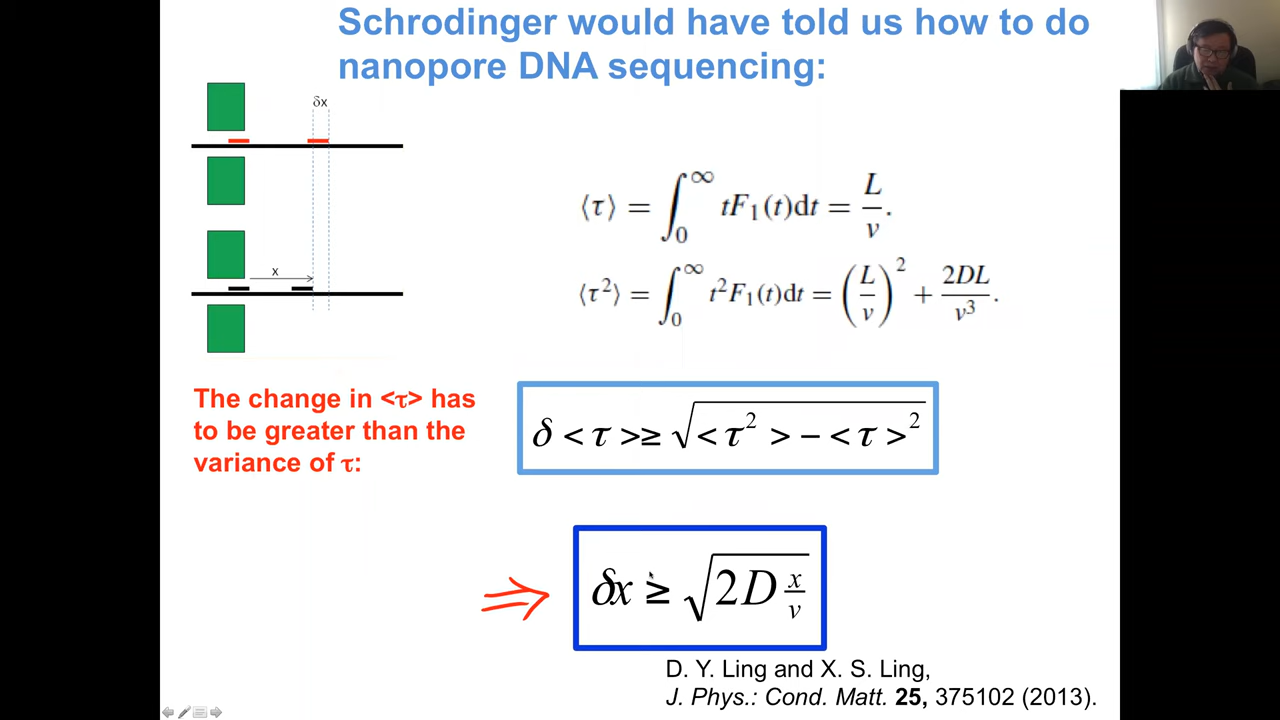 Schrodinger would have told us how to do
nanopore DNA sequencing:
δx
x
⟨τ⟩ = ∫₀^∞ tF₁(t)dt = L/v.
⟨τ²⟩ = ∫₀^∞ t²F₁(t)dt = (L/v)² + 2DL/v³.
The change in <τ> has
to be greater than the
variance of τ:
δ < τ >≥ √(< τ² > − < τ >²)
⇒ δx ≥ √(2D x/v)
D. Y. Ling and X. S. Ling,
J. Phys.: Cond. Matt. 25, 375102 (2013).